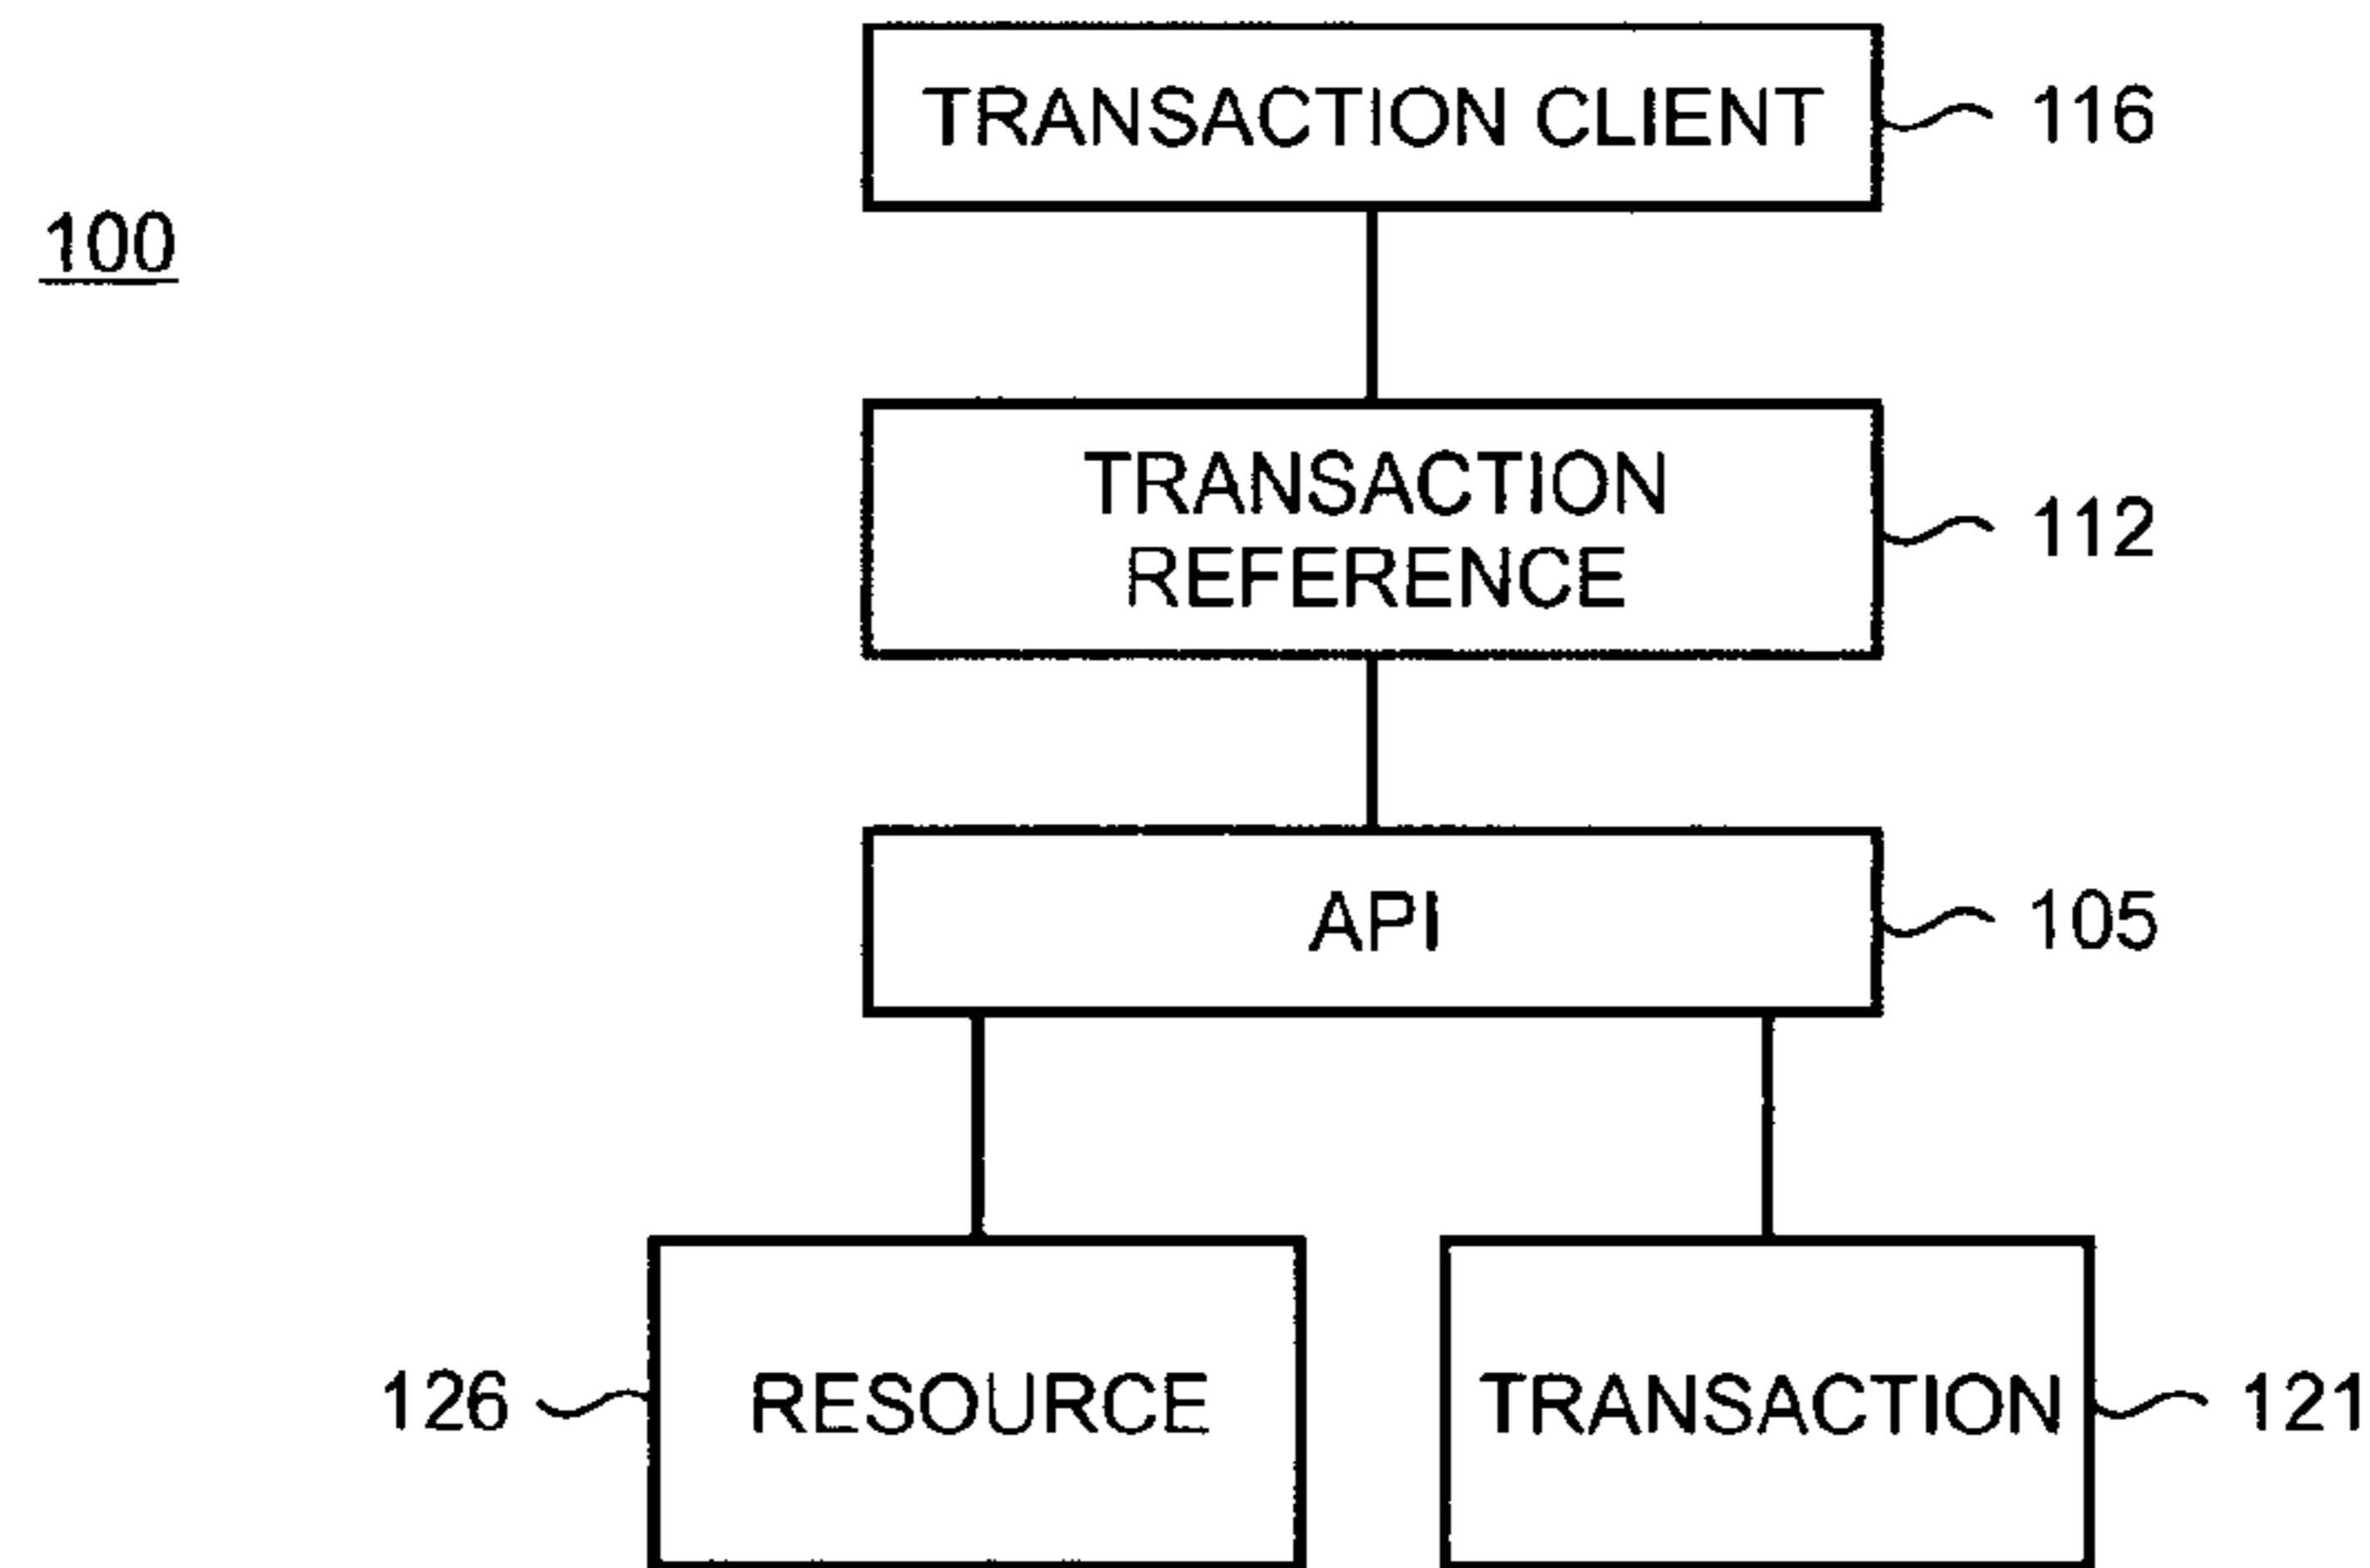 TRANSACTION CLIENT
116
100
TRANSACTION
REFERENCE
112
API
105
126
RESOURCE
TRANSACTION
121